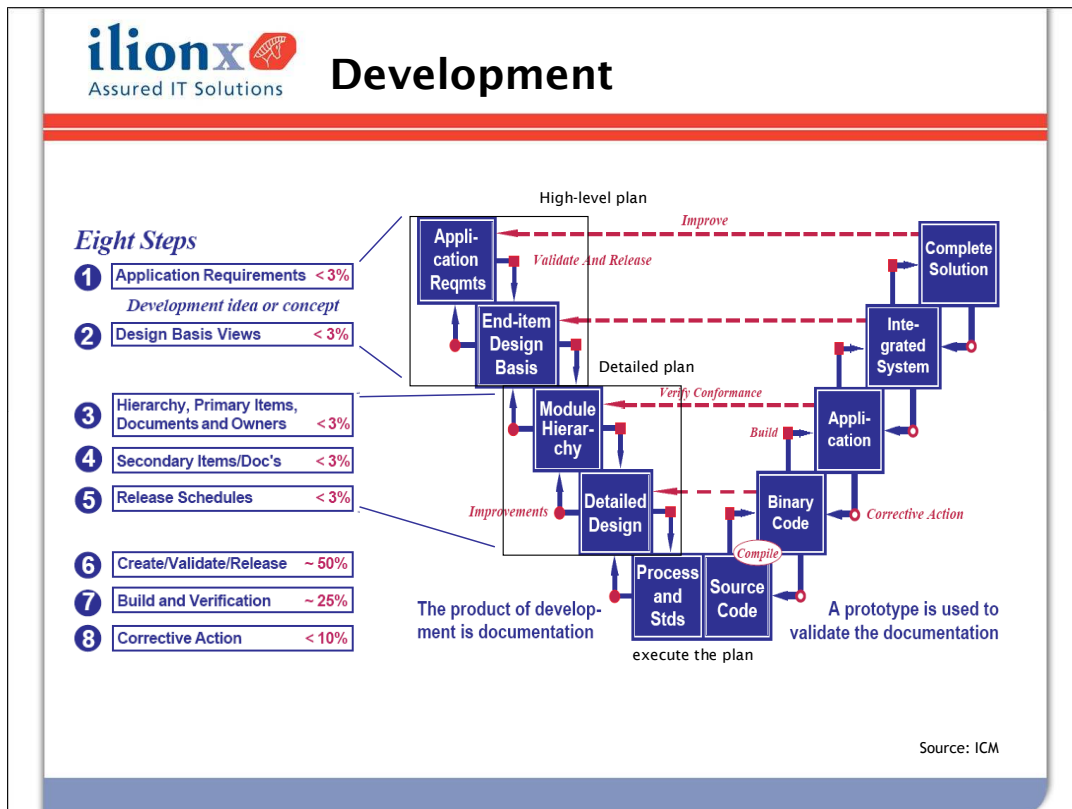 ilionx
Assured IT Solutions
Development
Eight Steps
1 Application Requirements < 3%
Development idea or concept
2 Design Basis Views < 3%
3 Hierarchy, Primary Items,
Documents and Owners < 3%
4 Secondary Items/Doc's < 3%
5 Release Schedules < 3%
6 Create/Validate/Release ~ 50%
7 Build and Verification ~ 25%
8 Corrective Action < 10%
High-level plan
Appli-
cation
Reqmts
Validate And Release
End-item
Design
Basis
Detailed plan
Module
Hierar-
chy
Improvements
Detailed
Design
Process
and
Stds
Source
Code
Compile
execute the plan
Binary
Code
Build
Corrective Action
Appli-
cation
Verify Conformance
Inte-
grated
System
Complete
Solution
Improve
The product of develop-
ment is documentation
A prototype is used to
validate the documentation
Source: ICM